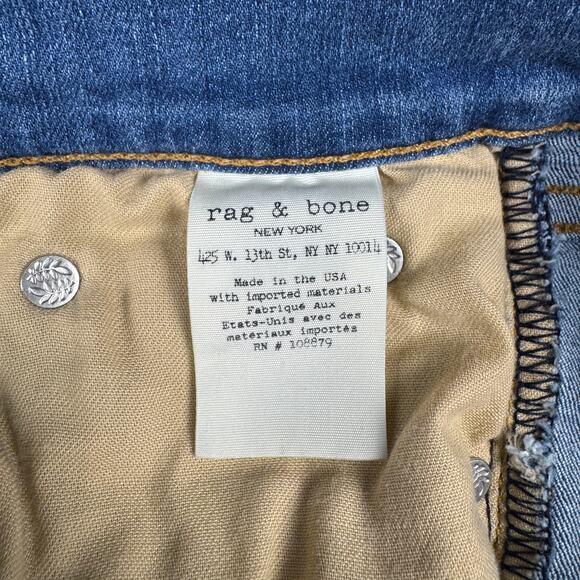 rag & bone
NEW YORK
425 W. 13th St, NY NY 10014
Made in the USA
with imported materials
Fabriqué Aux
Etats-Unis avec des
matériaux importés
RN # 108879